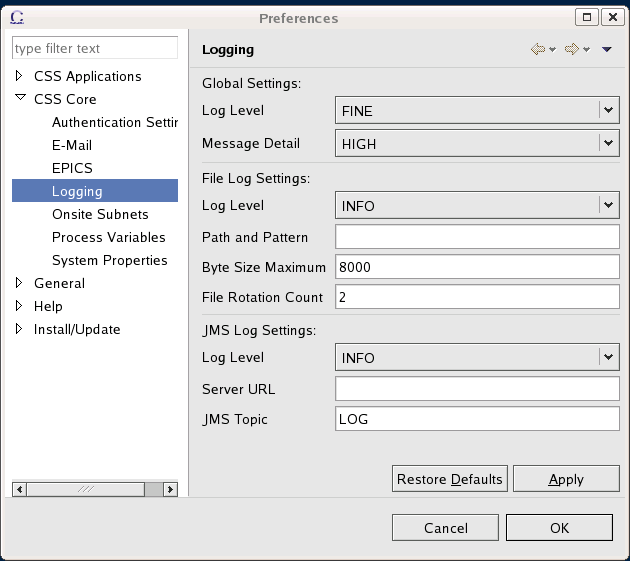 C
Preferences
type filter text
CSS Applications
CSS Core
Authentication Settin
E-Mail
EPICS
Logging
Onsite Subnets
Process Variables
System Properties
General
Help
Install/Update
Logging
Global Settings:
Log Level FINE
Message Detail HIGH
File Log Settings:
Log Level INFO
Path and Pattern
Byte Size Maximum 8000
File Rotation Count 2
JMS Log Settings:
Log Level INFO
Server URL
JMS Topic LOG
Restore Defaults Apply
Cancel OK